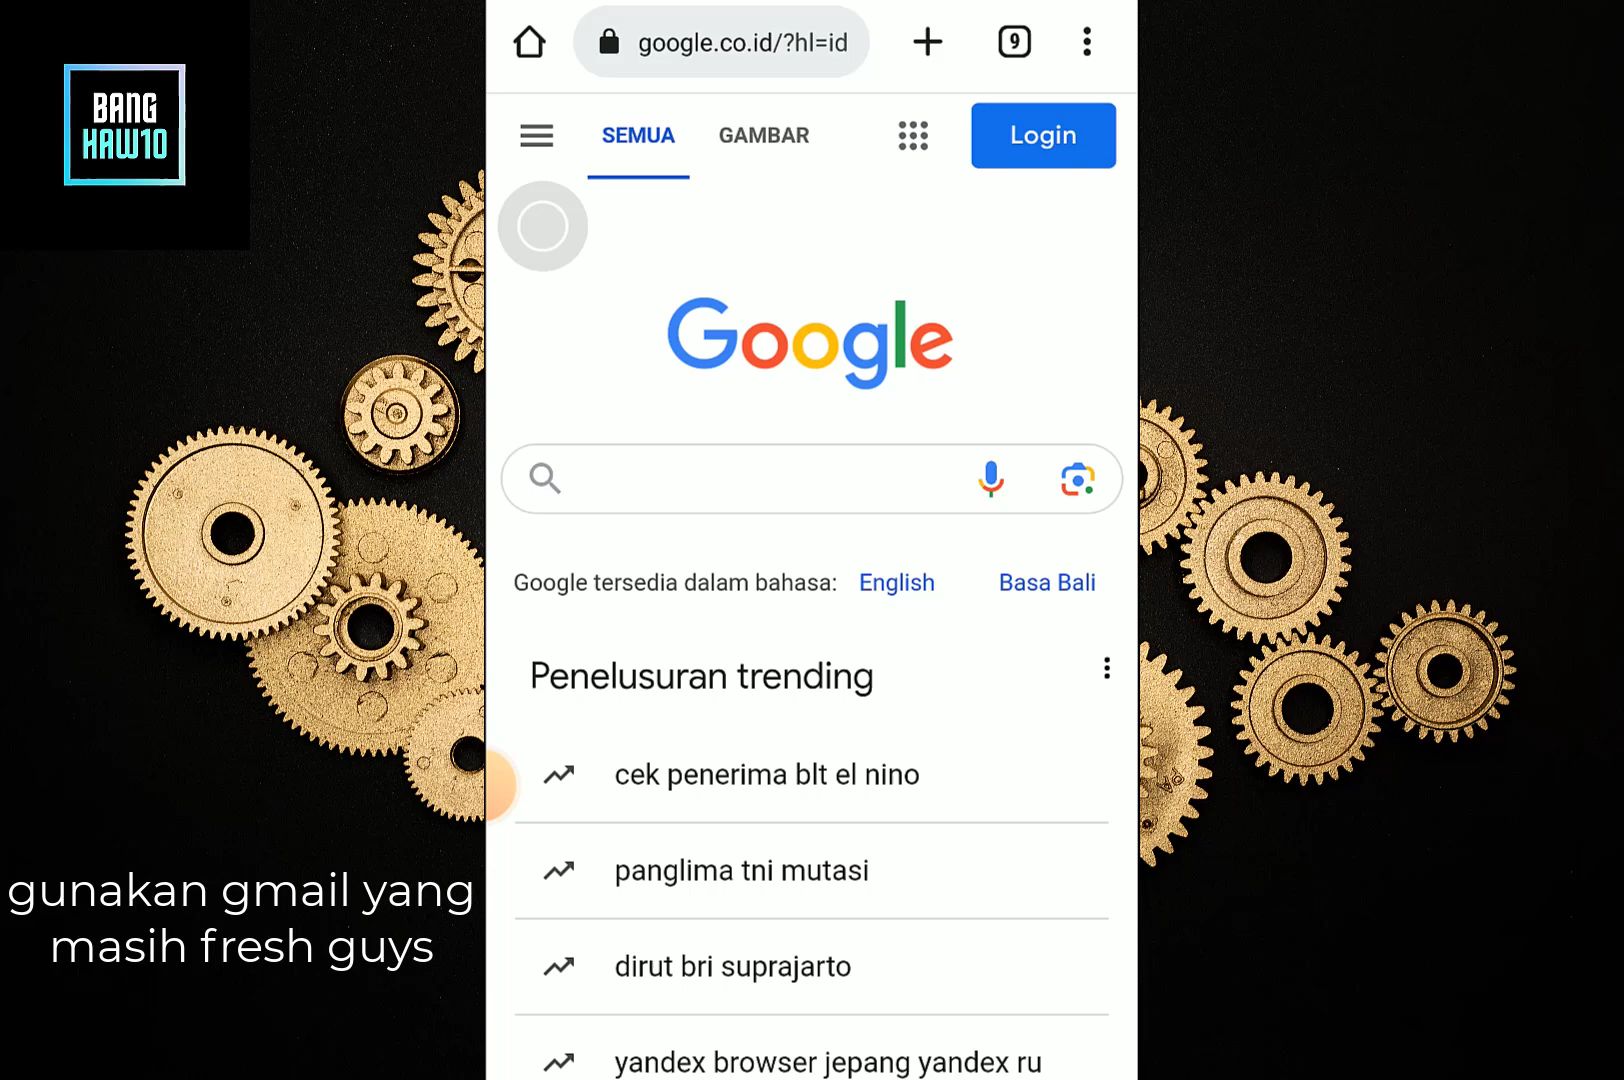 BANG
HAW10
google.co.id/?hl=id
9
SEMUA
GAMBAR
Login
Google
Google tersedia dalam bahasa: English Basa Bali
Penelusuran trending
cek penerima blt el nino
panglima tni mutasi
dirut bri suprajarto
yandex browser jepang yandex ru
gunakan gmail yang
masih fresh guys